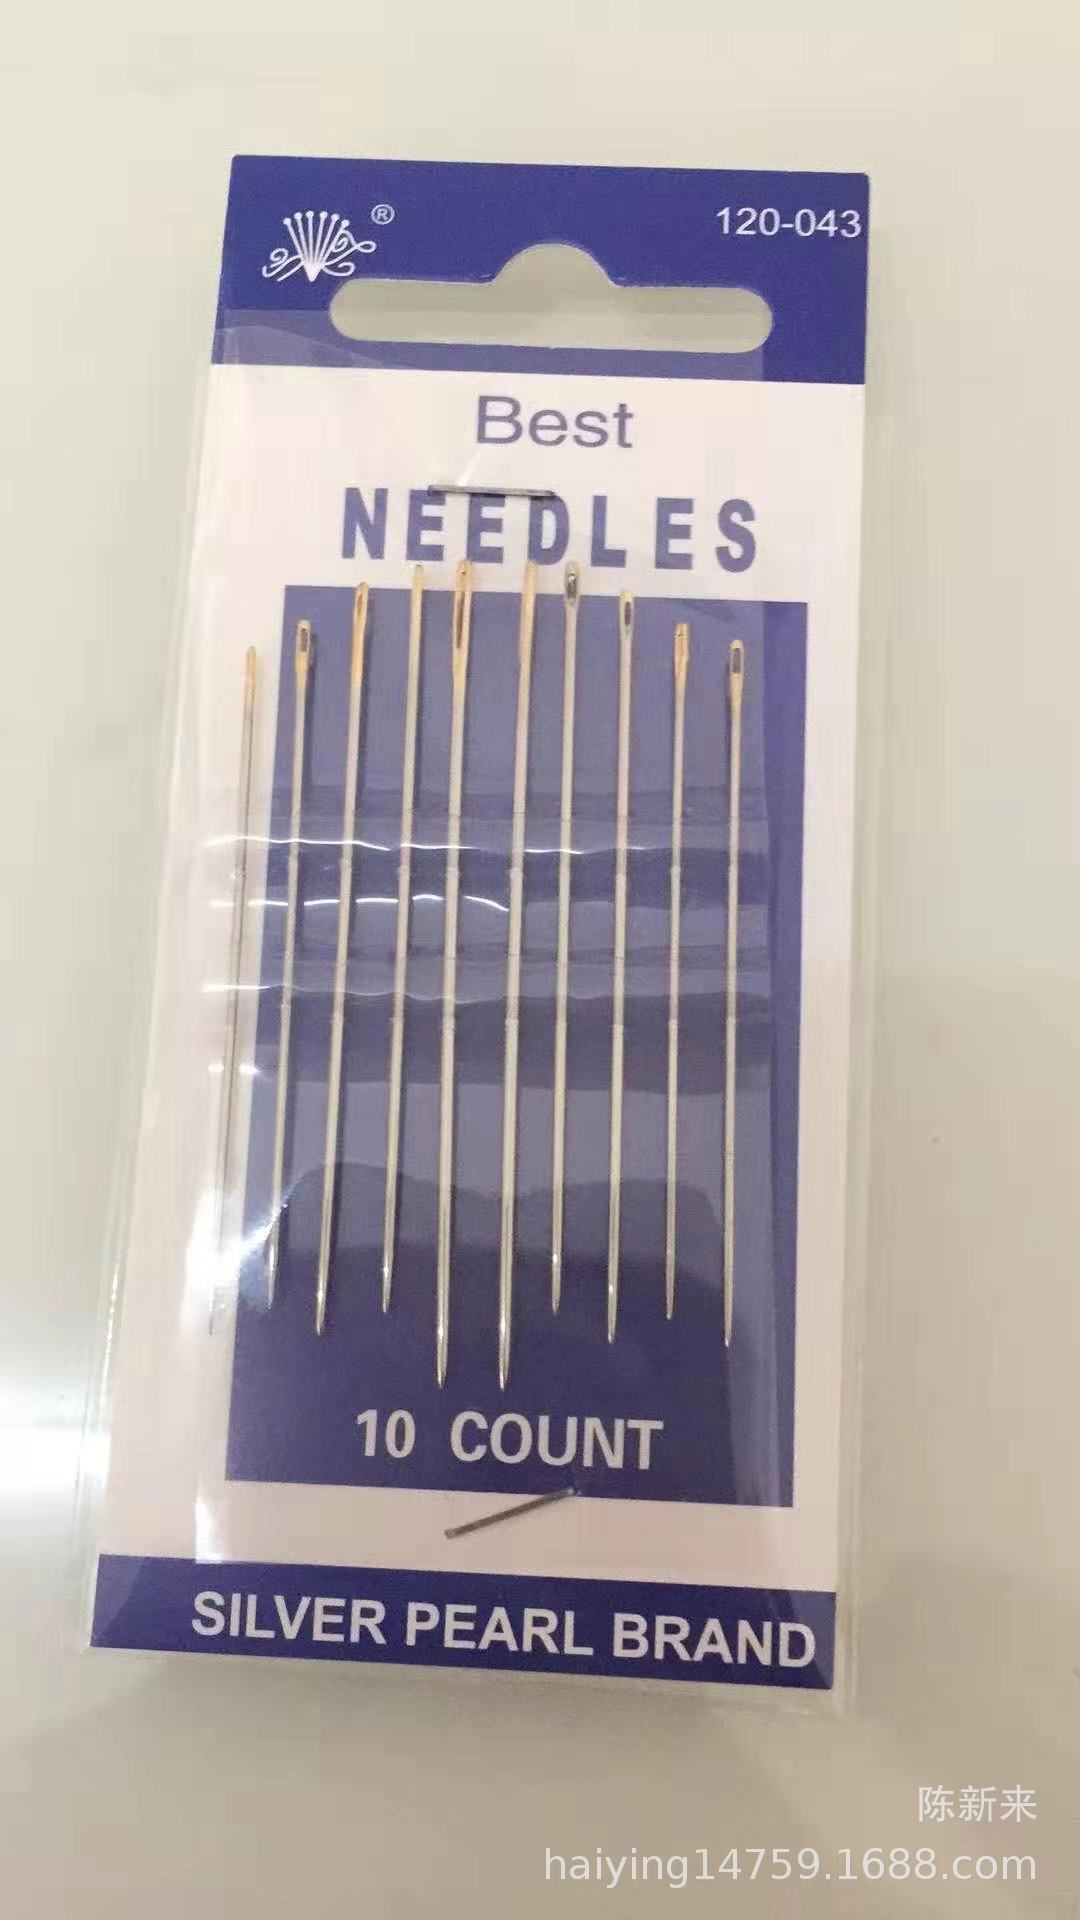 ®
120-043
Best
NEEDLES
10 COUNT
SILVER PEARL BRAND
陈新来
haiying14759.1688.com